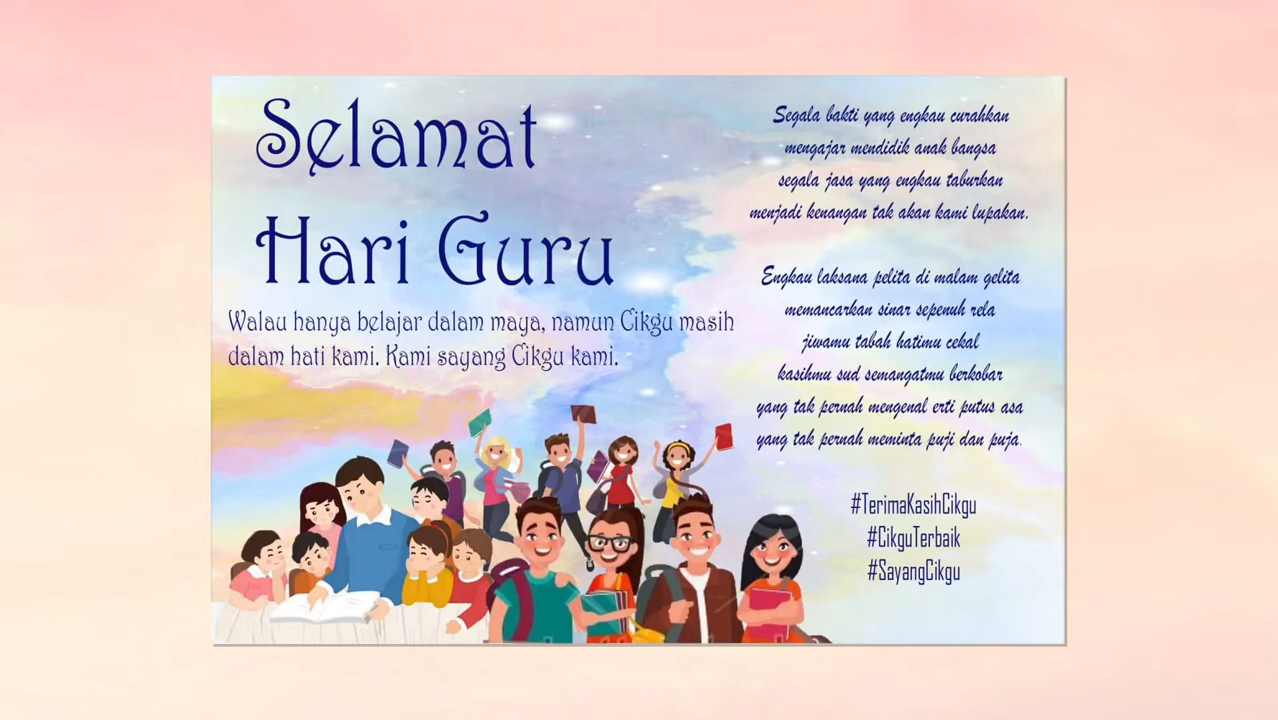 Selamat
Hari Guru
Walau hanya belajar dalam maya, namun Cikgu masih
dalam hati kami. Kami sayang Cikgu kami.
Segala bakti yang engkau curahkan
mengajar mendidik anak bangsa
segala jasa yang engkau taburkan
menjadi kenangan tak akan kami lupakan.
Engkau laksana pelita di malam gelita
memancarkan sinar sepenuh rela
jiwamu tabah hatimu cekal
kasihmu sud semangatmu berkobar
yang tak pernah mengenal erti putus asa
yang tak pernah meminta puji dan puja.
#TerimaKasihCikgu
#CikguTerbaik
#SayangCikgu